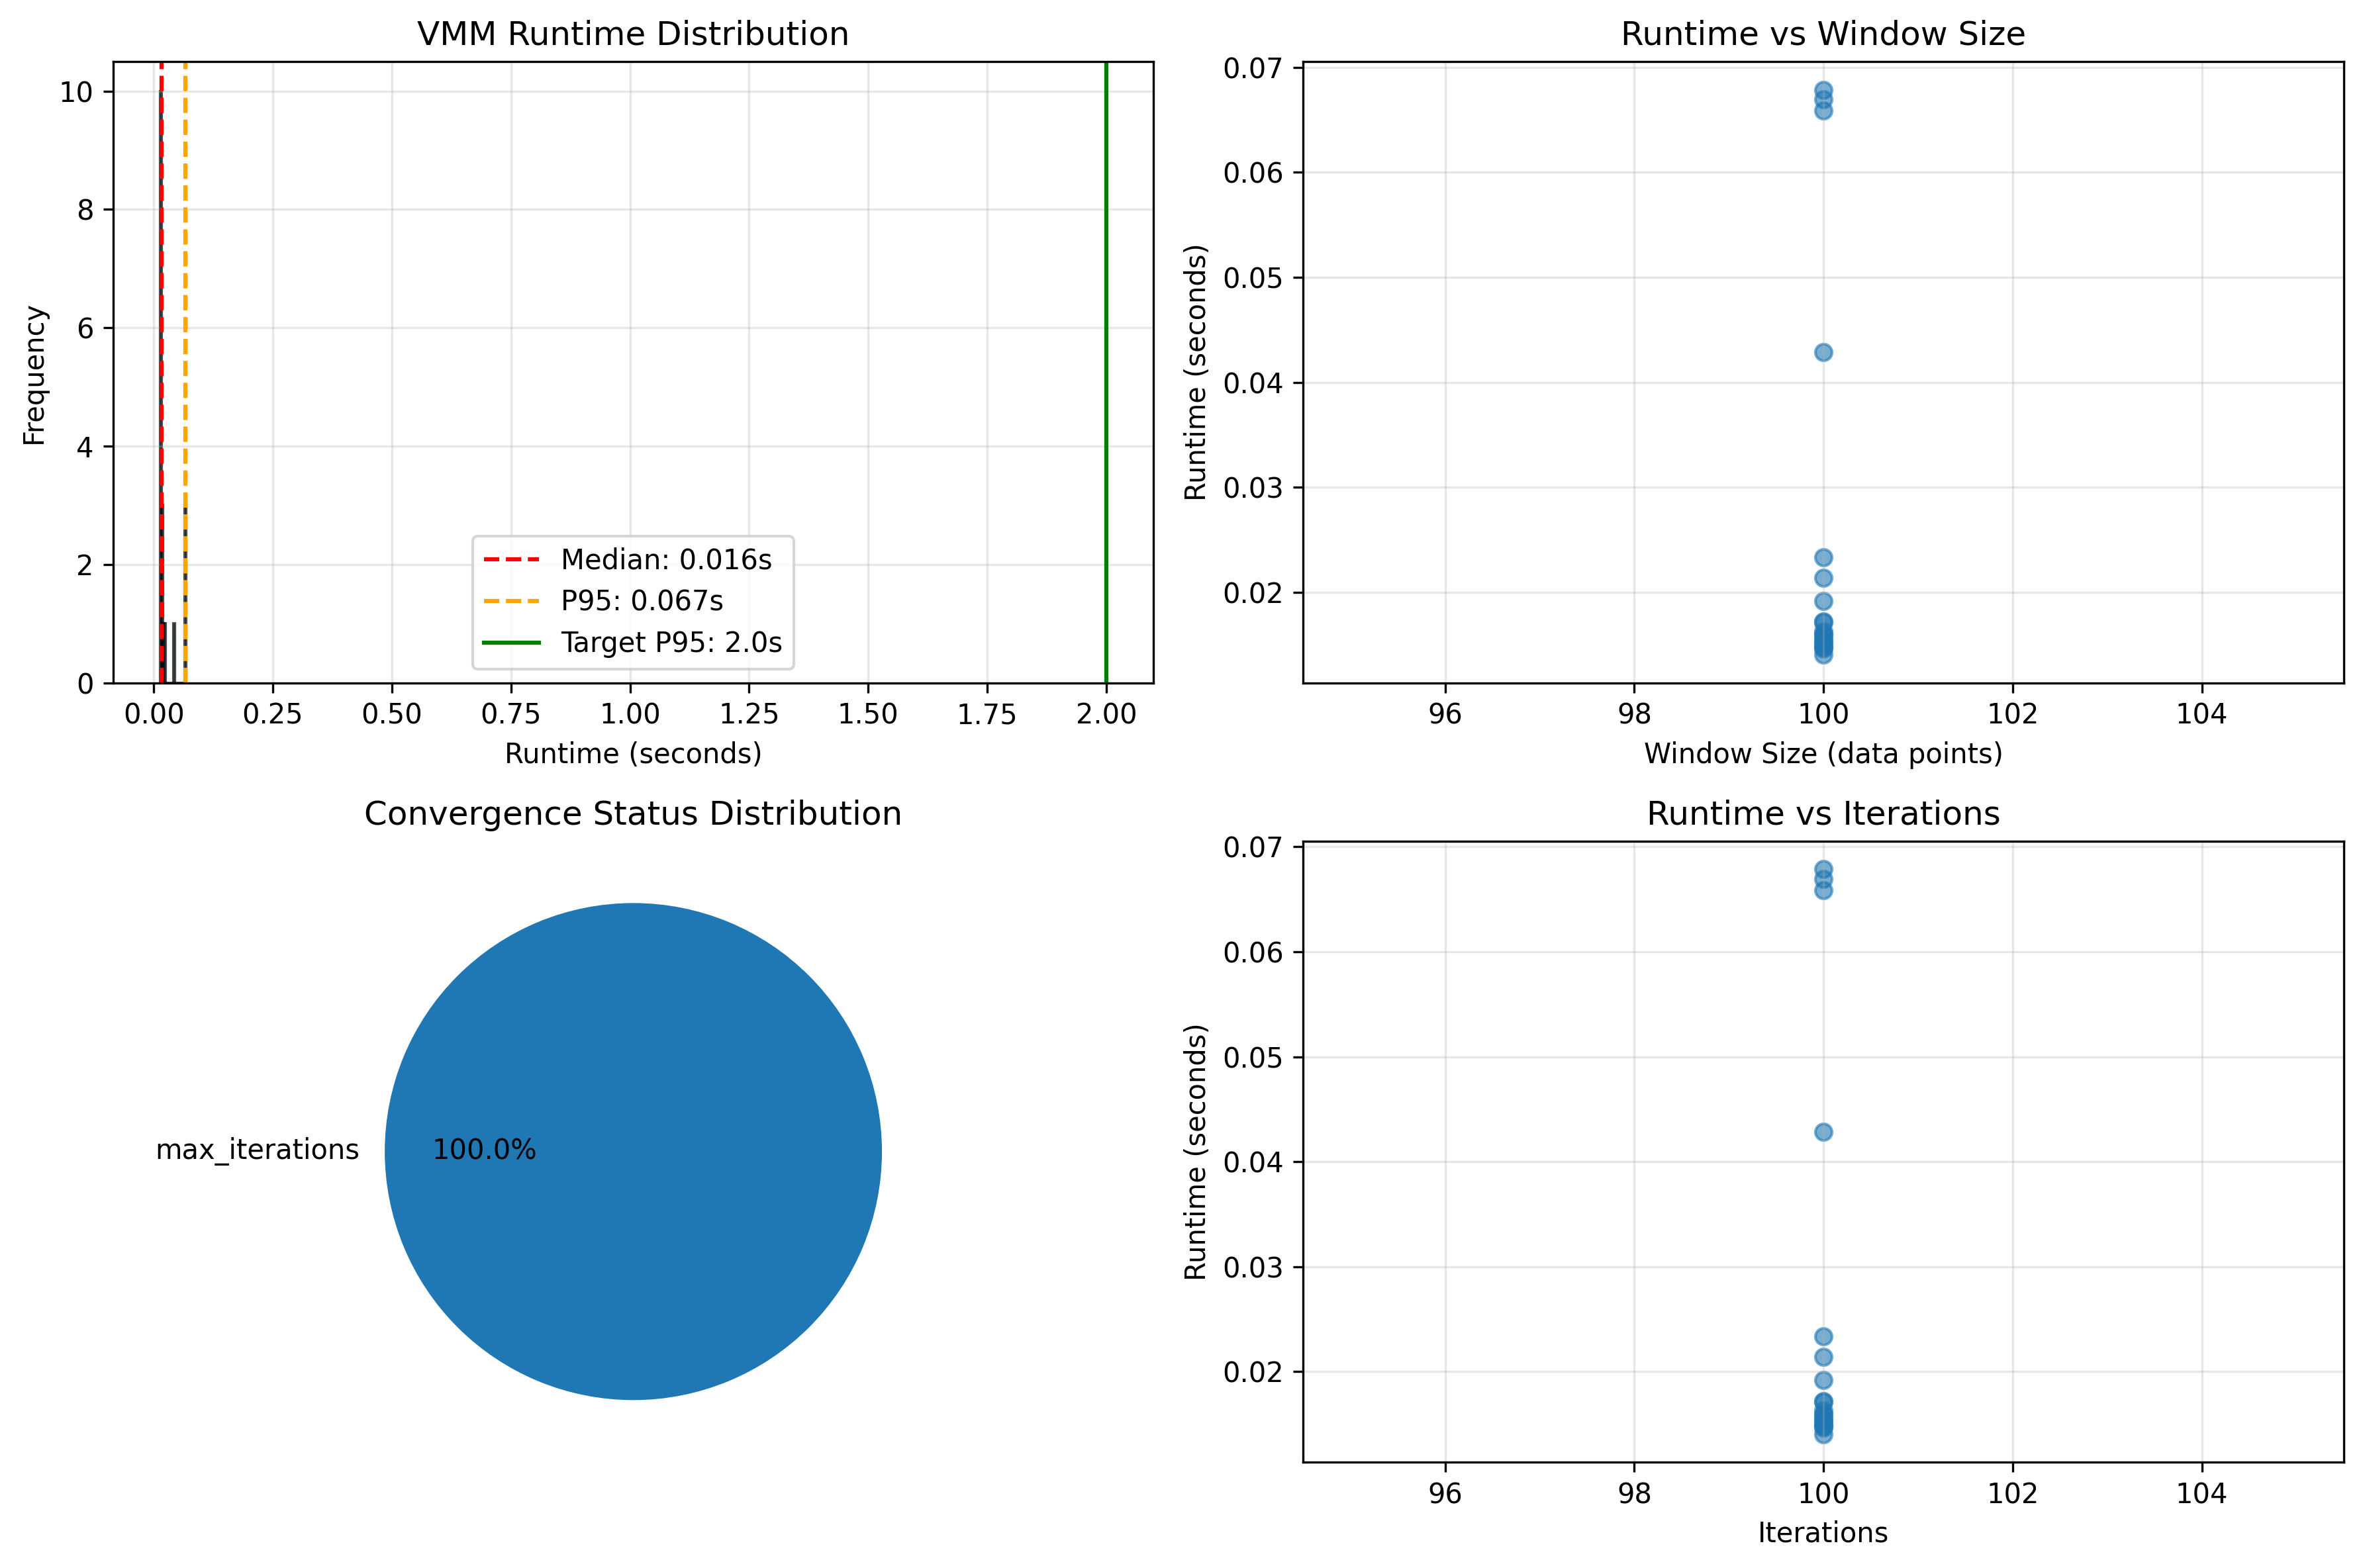 VMM Runtime Distribution
10
8
6
4
2
0
Frequency
Median: 0.016s
P95: 0.067s
Target P95: 2.0s
0.00 0.25 0.50 0.75 1.00 1.25 1.50 1.75 2.00
Runtime (seconds)
Runtime vs Window Size
0.07
0.06
0.05
0.04
0.03
0.02
Runtime (seconds)
96 98 100 102 104
Window Size (data points)
Convergence Status Distribution
max_iterations
100.0%
Runtime vs Iterations
0.07
0.06
0.05
0.04
0.03
0.02
Runtime (seconds)
96 98 100 102 104
Iterations